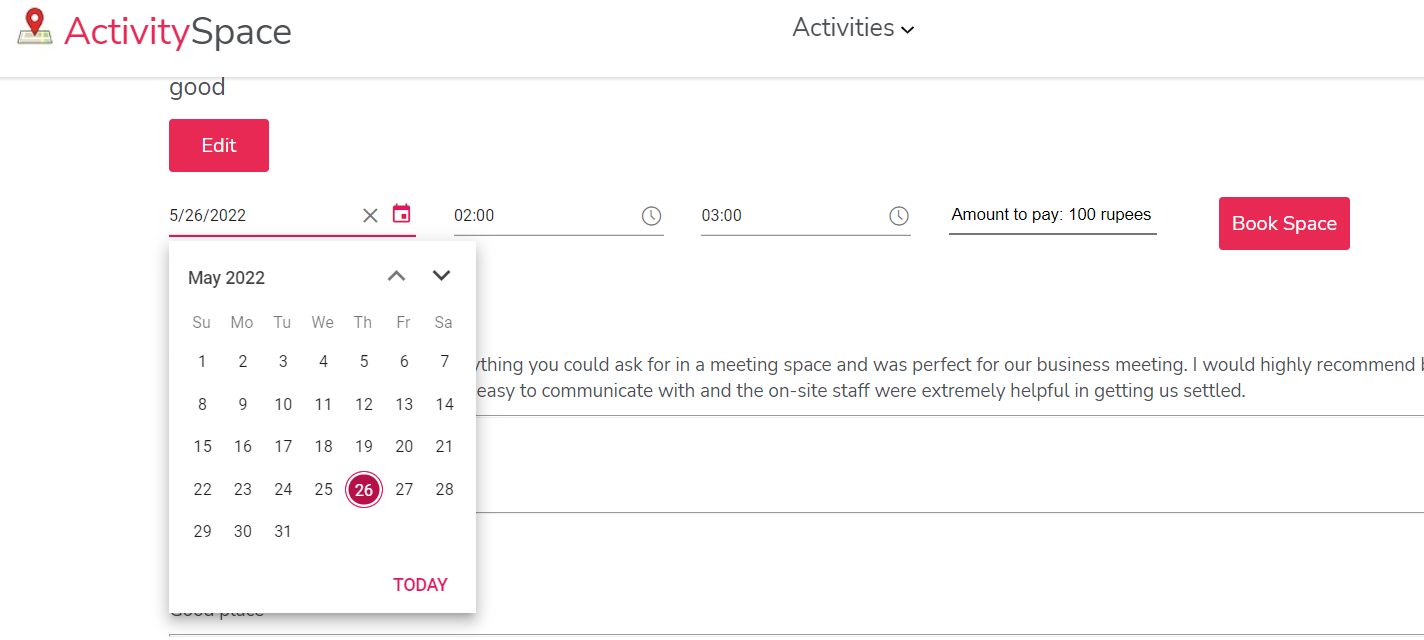 ActivitySpace
Activities
good
Edit
5/26/2022
02:00
03:00
Amount to pay: 100 rupees
Book Space
May 2022
Su Mo Tu We Th Fr Sa
1 2 3 4 5 6 7
8 9 10 11 12 13 14
15 16 17 18 19 20 21
22 23 24 25 26 27 28
29 30 31
TODAY
you could ask for in a meeting space and was perfect for our business meeting. I would highly recommend
easy to communicate with and the on-site staff were extremely helpful in getting us settled.
Good place